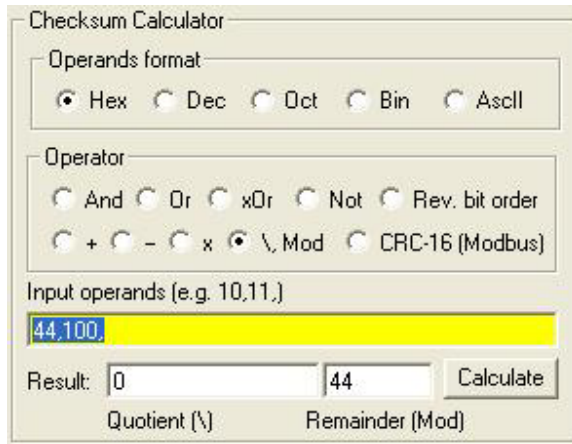 Checksum Calculator
Operands format
Hex Dec Oct Bin AscII
Operator
And Or xOr Not Rev. bit order
+ - x \, Mod CRC-16 (Modbus)
Input operands (e.g. 10,11,)
44,100,
Result: 0 44 Calculate
Quotient (\) Remainder (Mod)